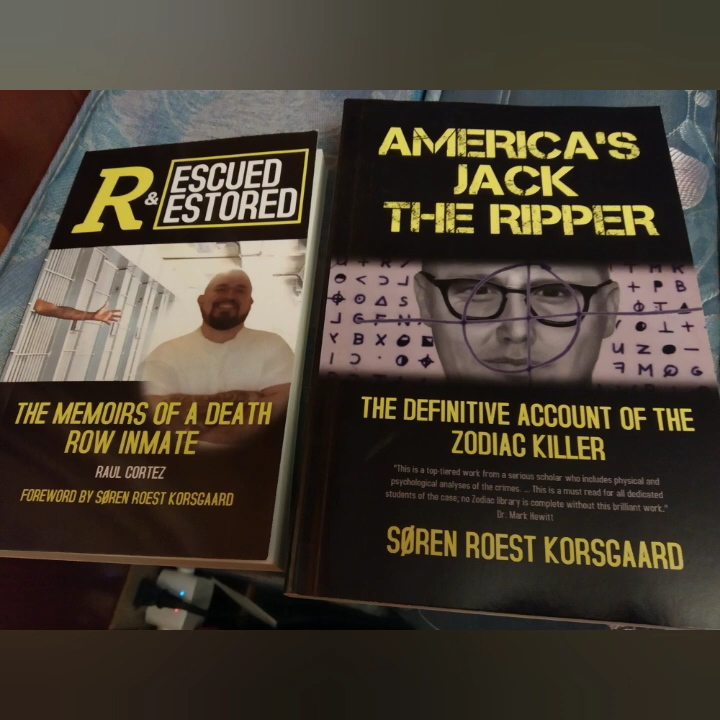 R & ESCUED
ESTORED
THE MEMOIRS OF A DEATH
ROW INMATE
RAUL CORTEZ
FOREWORD BY SØREN ROEST KORSGAARD
AMERICA'S
JACK
THE RIPPER
THE DEFINITIVE ACCOUNT OF THE
ZODIAC KILLER
"This is a top-tiered work from a serious scholar who includes physical and
psychological analyses of the crimes. ... This is a must read for all dedicated
students of the case; no Zodiac library is complete without this brilliant work."
Dr. Mark Hewitt
SØREN ROEST KORSGAARD